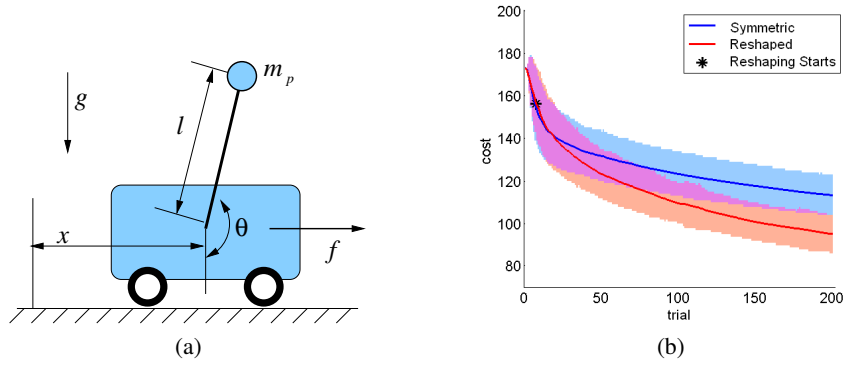 m_p
g
l
x
θ
f
(a)
200
180
160
140
120
100
80
cost
Symmetric
Reshaped
Reshaping Starts
0 50 100 150 200
trial
(b)